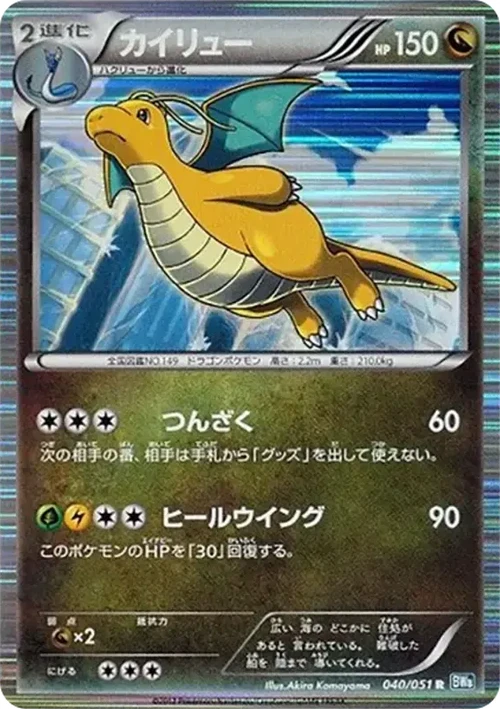 2進化 カイリュー HP150
ハクリューから進化
全国図鑑NO.149 ドラゴンポケモン 高さ:2.2m 重さ:210.0kg
つんざく 60
次の相手の番、相手は手札から「グッズ」を出して使えない。
ヒールウイング 90
このポケモンのHPを「30」回復する。
弱点 抵抗力
×2
にげる
広い 海の どこかに 住処が
あると 言われている。 難破した
船を 陸まで 導いてくれる。
Illus.Akira Komayama 040/051 R